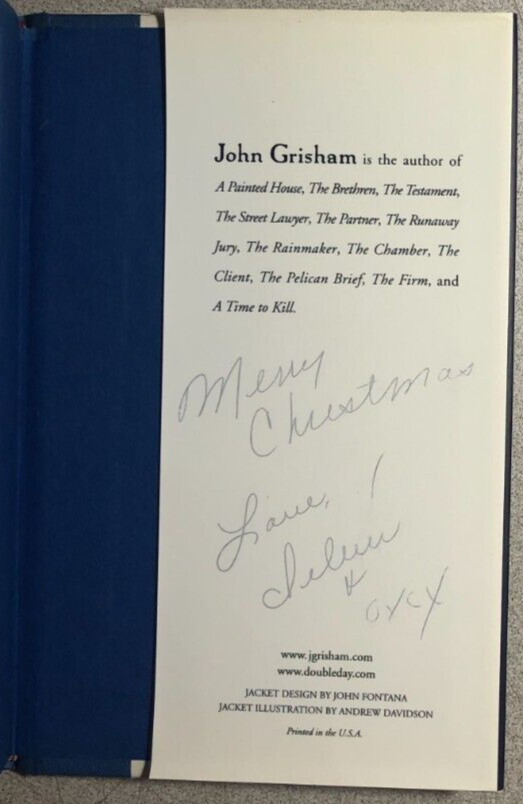 John Grisham is the author of
A Painted House, The Brethren, The Testament,
The Street Lawyer, The Partner, The Runaway
Jury, The Rainmaker, The Chamber, The
Client, The Pelican Brief, The Firm, and
A Time to Kill.
Merry
Christmas
!
Love,
&
www.jgrisham.com
www.doubleday.com
JACKET DESIGN BY JOHN FONTANA
JACKET ILLUSTRATION BY ANDREW DAVIDSON
Printed in the U.S.A.